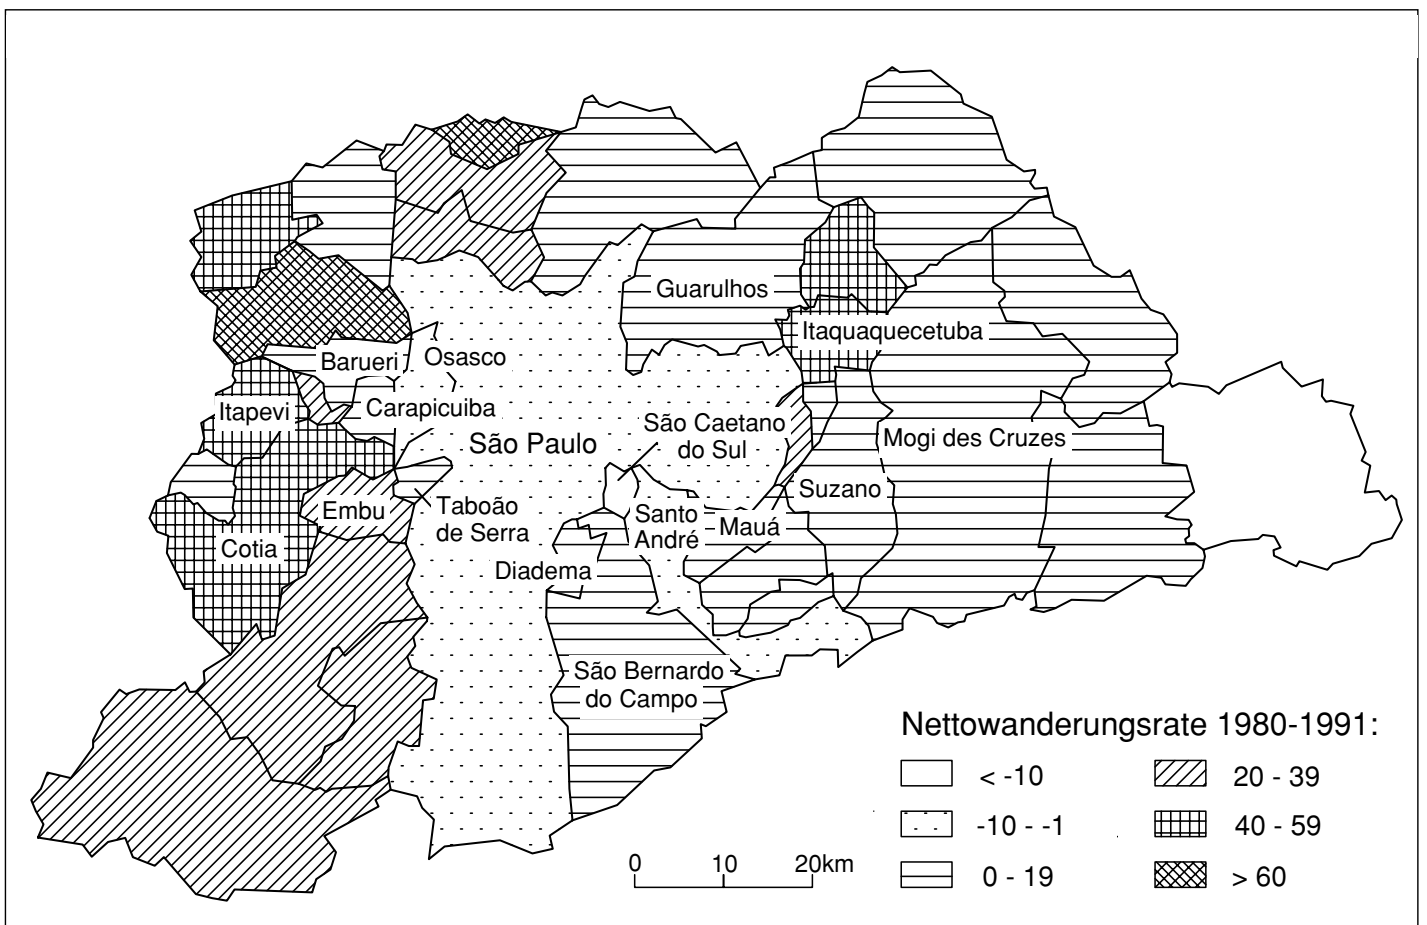 Guarulhos
Itaquaquecetuba
Barueri
Osasco
Itapevi
Carapicuiba
São Paulo
São Caetano
do Sul
Mogi des Cruzes
Suzano
Embu
Taboão
de Serra
Santo
André
Mauá
Cotia
Diadema
São Bernardo
do Campo
Nettowanderungsrate 1980-1991:
< -10
20 - 39
-10 - -1
40 - 59
0 - 19
> 60
0 10 20km